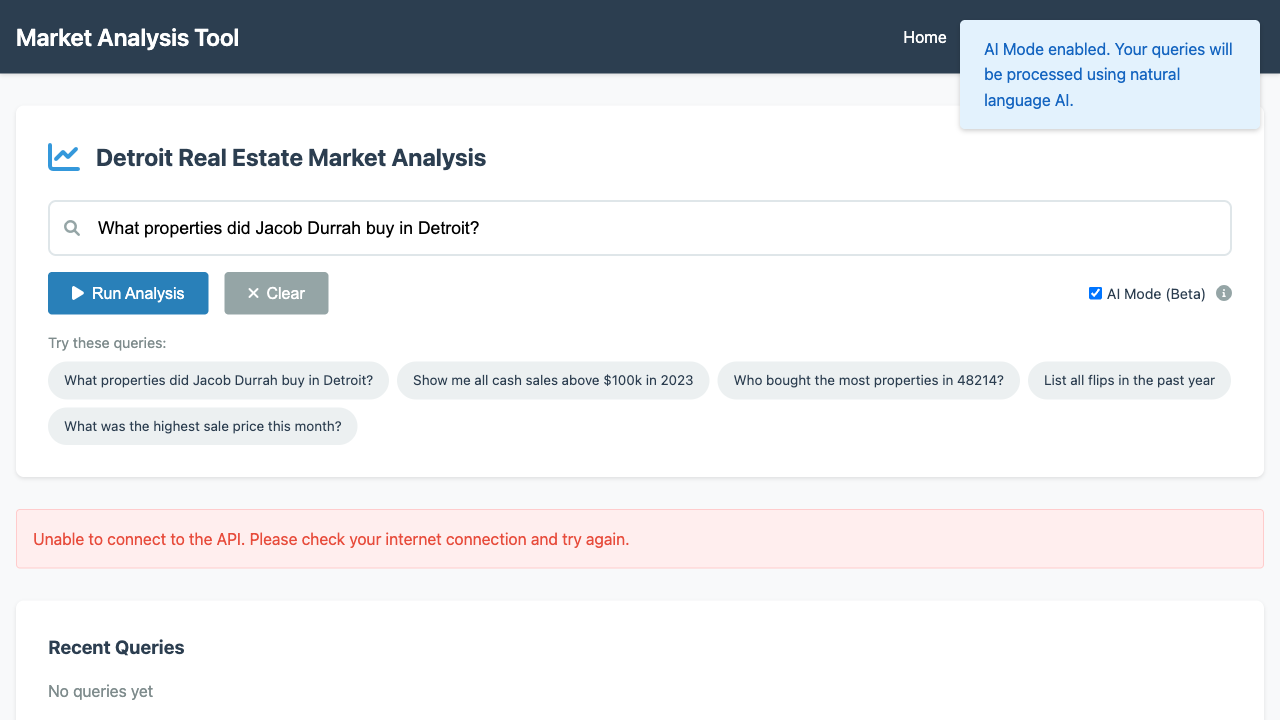 Market Analysis Tool
Home
AI Mode enabled. Your queries will
be processed using natural
language AI.
Detroit Real Estate Market Analysis
What properties did Jacob Durrah buy in Detroit?
Run Analysis
Clear
AI Mode (Beta)
Try these queries:
What properties did Jacob Durrah buy in Detroit?
Show me all cash sales above $100k in 2023
Who bought the most properties in 48214?
List all flips in the past year
What was the highest sale price this month?
Unable to connect to the API. Please check your internet connection and try again.
Recent Queries
No queries yet